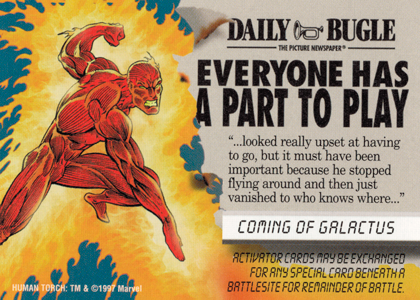 DAILY BUGLE
THE PICTURE NEWSPAPER®
EVERYONE HAS
A PART TO PLAY
“...looked really upset at having
to go, but it must have been
important because he stopped
flying around and then just
vanished to who knows where...”
COMING OF GALACTUS
ACTIVATOR CARDS MAY BE EXCHANGED
FOR ANY SPECIAL CARD BENEATH A
BATTLESITE FOR REMAINDER OF BATTLE.
HUMAN TORCH: TM & ©1997 Marvel